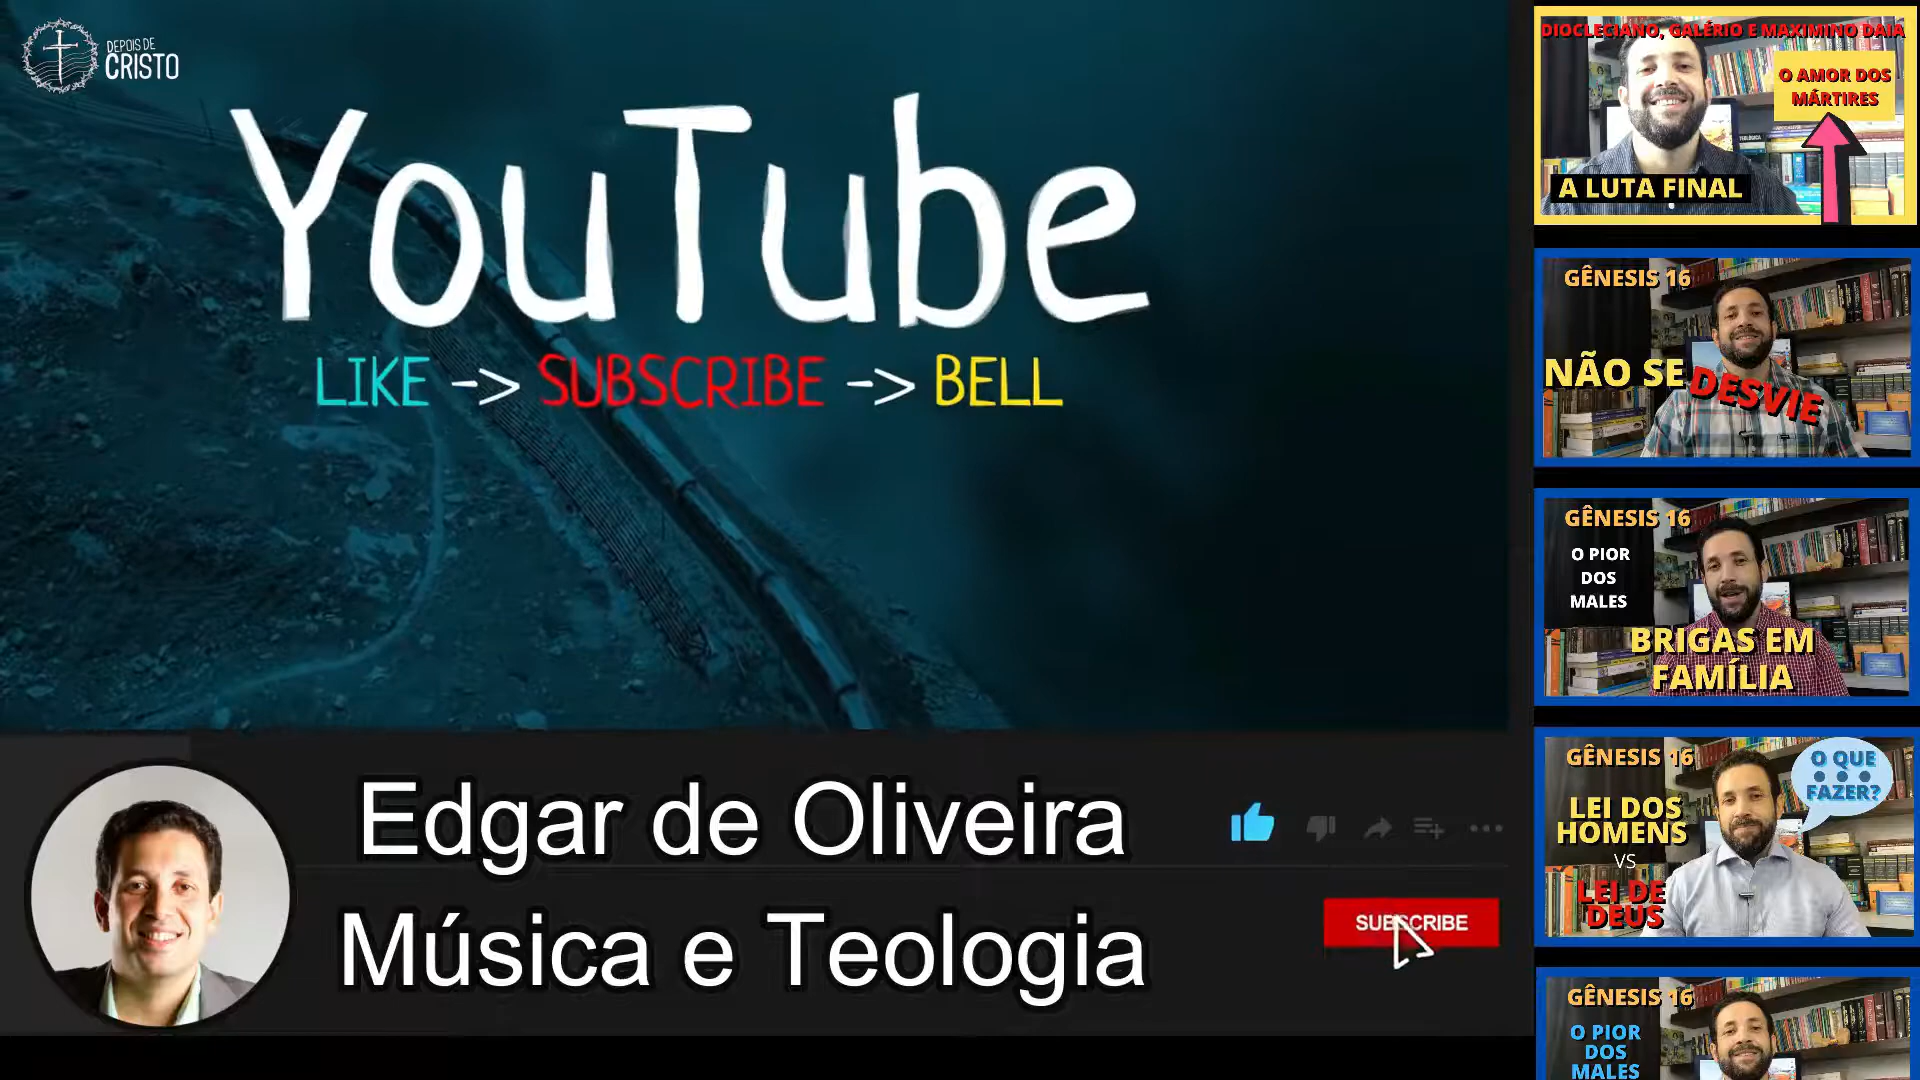 DEPOIS DE
CRISTO
YouTube
LIKE -> SUBSCRIBE -> BELL
Edgar de Oliveira
Música e Teologia
SUBSCRIBE
DIOCLECIANO, GALÉRIO E MAXIMINO DAIA
O AMOR DOS
MÁRTIRES
A LUTA FINAL
GÊNESIS 16
NÃO SE
DESVIE
GÊNESIS 16
O PIOR
DOS
MALES
BRIGAS EM
FAMÍLIA
GÊNESIS 16
O QUE
FAZER?
LEI DOS
HOMENS
VS
LEI DE
DEUS
GÊNESIS 16
O PIOR
DOS
MALES